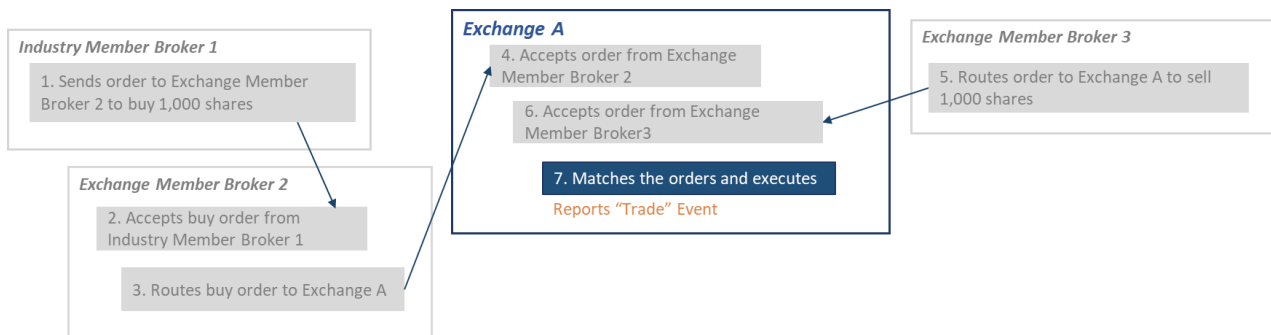 Industry Member Broker 1
1. Sends order to Exchange Member
Broker 2 to buy 1,000 shares
Exchange Member Broker 2
2. Accepts buy order from
Industry Member Broker 1
3. Routes buy order to Exchange A
Exchange A
4. Accepts order from Exchange
Member Broker 2
6. Accepts order from Exchange
Member Broker3
7. Matches the orders and executes
Reports “Trade” Event
Exchange Member Broker 3
5. Routes order to Exchange A to sell
1,000 shares